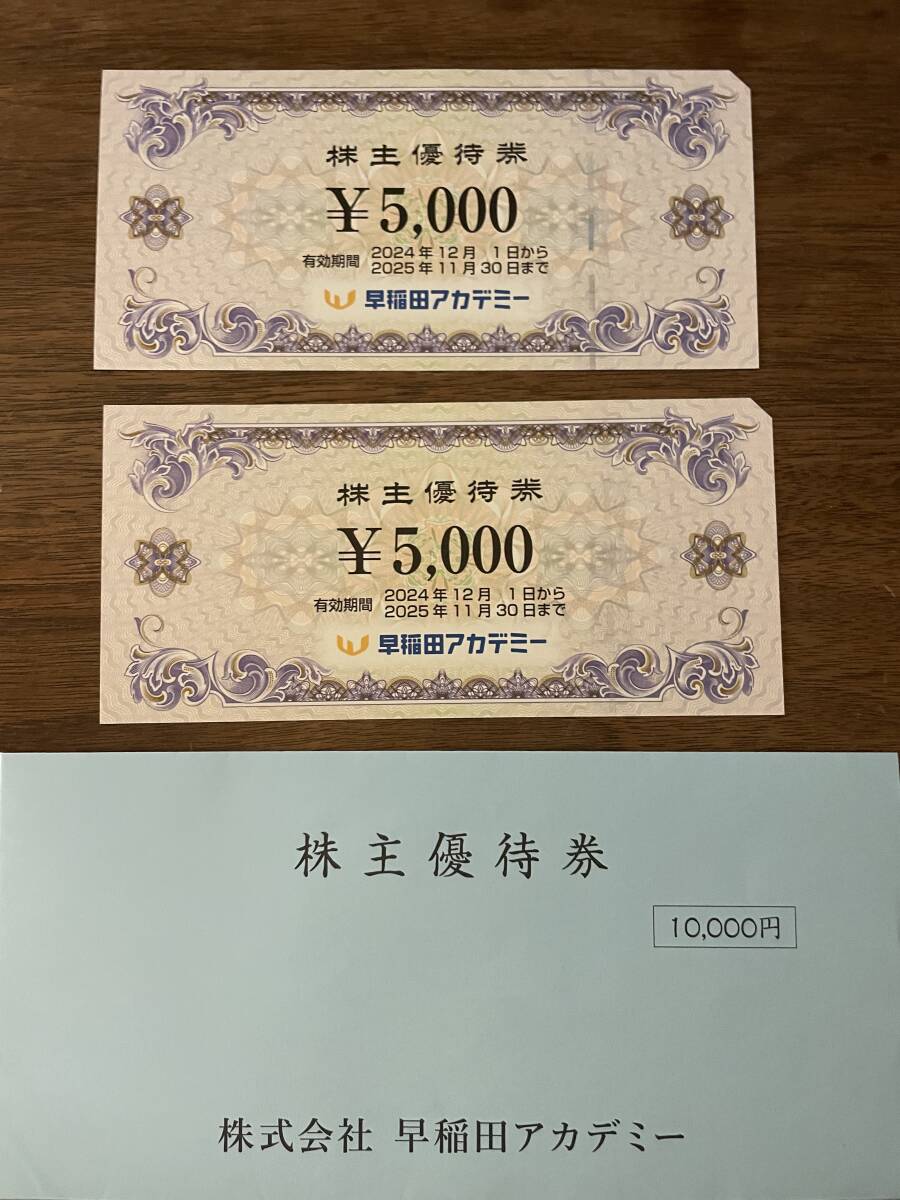 株主優待券
¥5,000
有効期間 2024年12月 1日から
2025年11月30日まで
早稲田アカデミー
株主優待券
¥5,000
有効期間 2024年12月 1日から
2025年11月30日まで
早稲田アカデミー
株主優待券
10,000円
株式会社 早稲田アカデミー